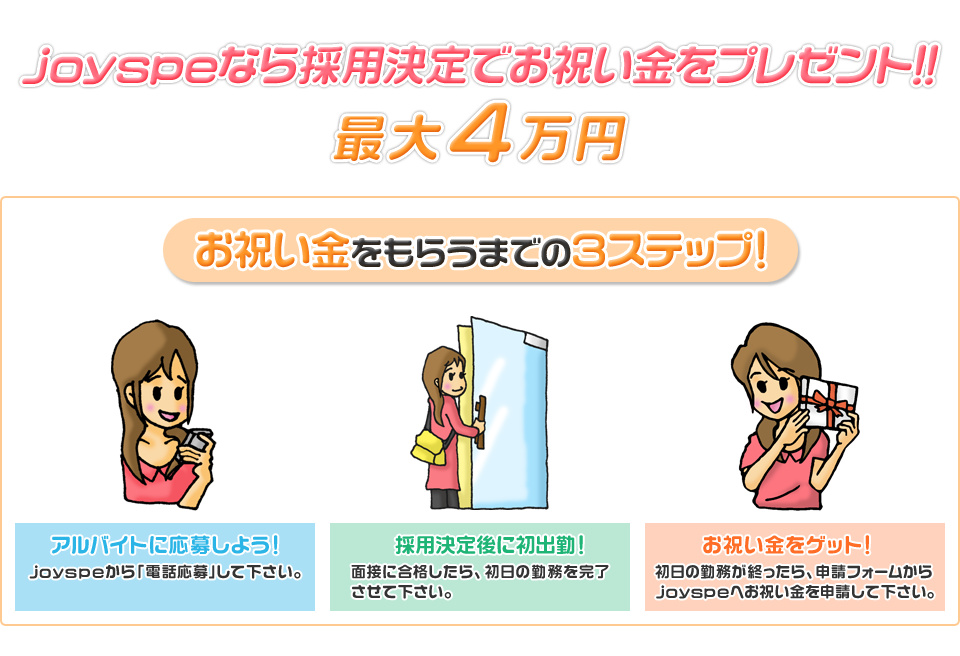 joyspeなら採用決定でお祝い金をプレゼント!!
最大4万円
お祝い金をもらうまでの3ステップ!
アルバイトに応募しよう!
joyspeから「電話応募」して下さい。
採用決定後に初出勤!
面接に合格したら、初日の勤務を完了
させて下さい。
お祝い金をゲット!
初日の勤務が終ったら、申請フォームから
joyspeへお祝い金を申請して下さい。